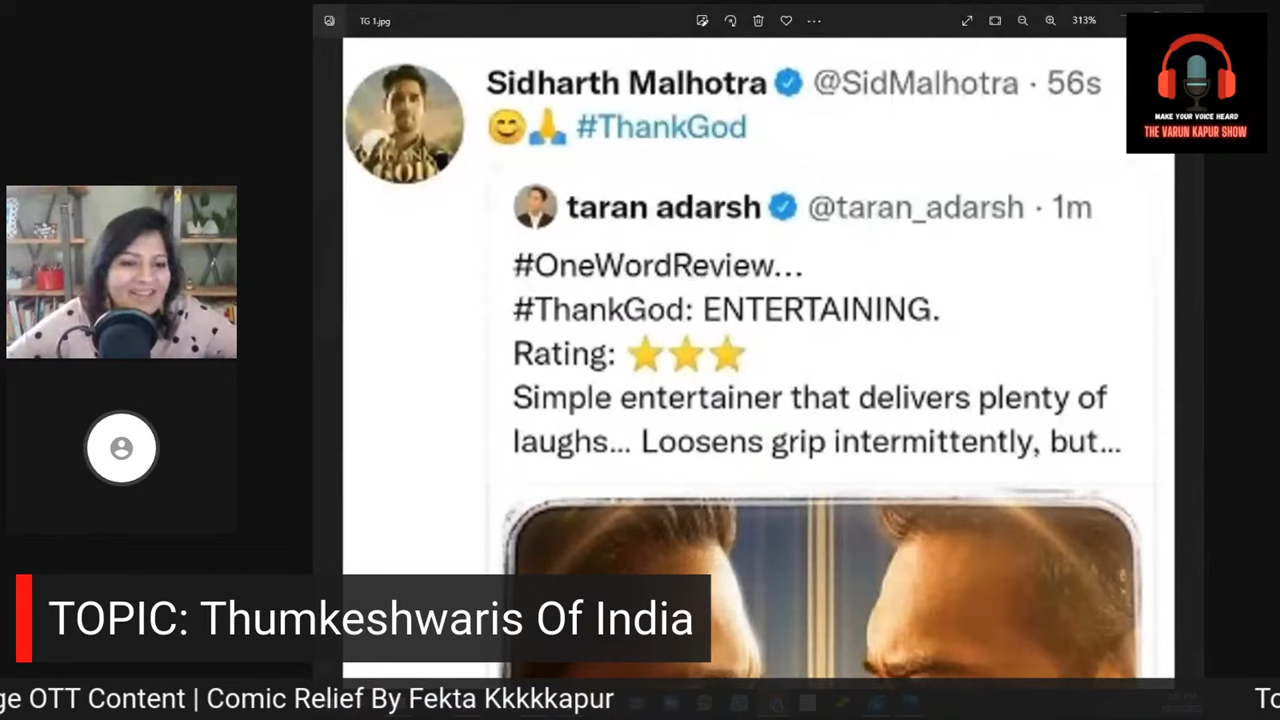 TG 1.jpg
313%
Sidharth Malhotra @SidMalhotra · 56s
😊🙏 #ThankGod
taran adarsh @taran_adarsh · 1m
#OneWordReview...
#ThankGod: ENTERTAINING.
Rating: ⭐⭐⭐
Simple entertainer that delivers plenty of
laughs... Loosens grip intermittently, but...
MAKE YOUR VOICE HEARD
THE VARUN KAPUR SHOW
TOPIC: Thumkeshwaris Of India
ge OTT Content | Comic Relief By Fekta Kkkkkapur
To